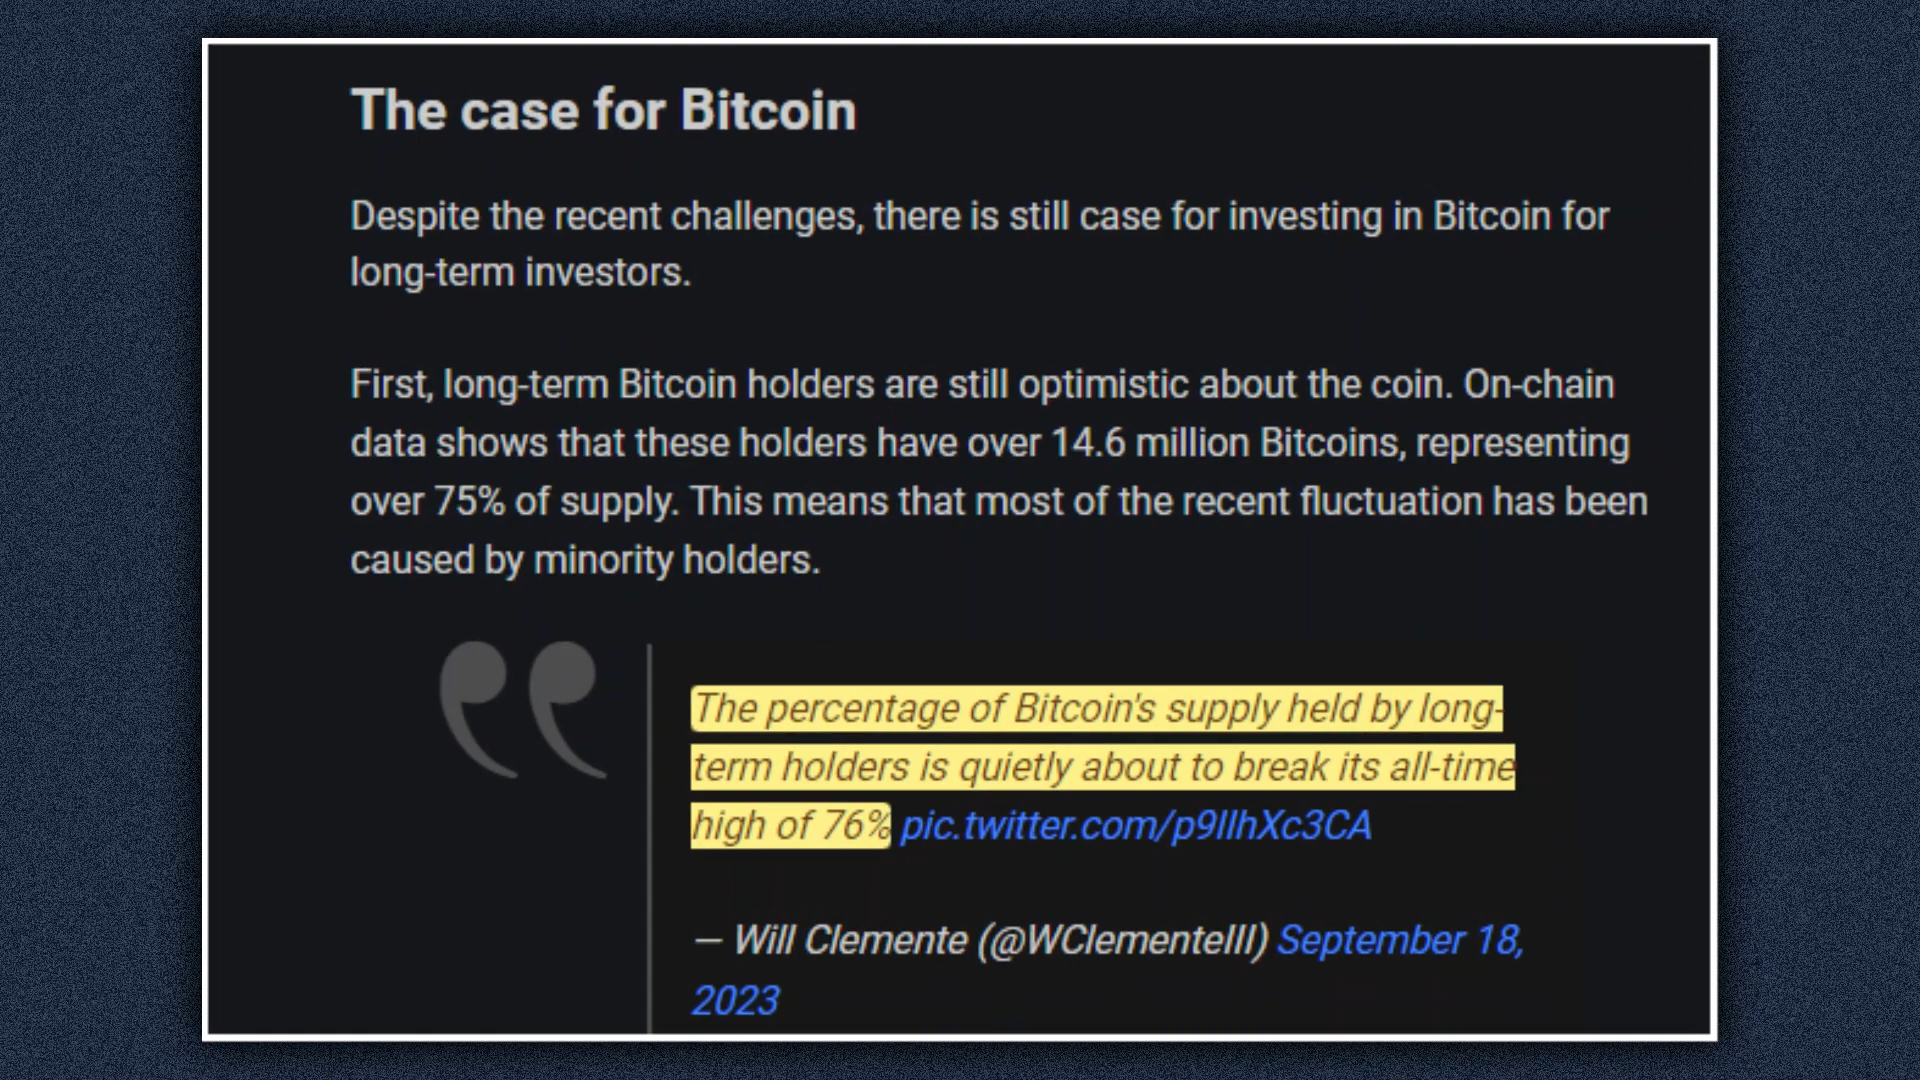 The case for Bitcoin
Despite the recent challenges, there is still case for investing in Bitcoin for
long-term investors.
First, long-term Bitcoin holders are still optimistic about the coin. On-chain
data shows that these holders have over 14.6 million Bitcoins, representing
over 75% of supply. This means that most of the recent fluctuation has been
caused by minority holders.
The percentage of Bitcoin's supply held by long-
term holders is quietly about to break its all-time
high of 76% pic.twitter.com/p9IlhXc3CA
— Will Clemente (@WClementeIII) September 18,
2023